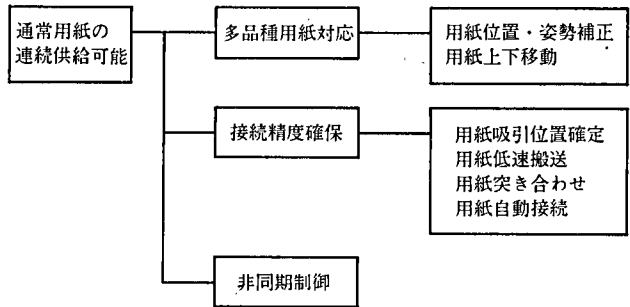 通常用紙の
連続供給可能
多品種用紙対応
用紙位置・姿勢補正
用紙上下移動
接続精度確保
用紙吸引位置確定
用紙低速搬送
用紙突き合わせ
用紙自動接続
非同期制御